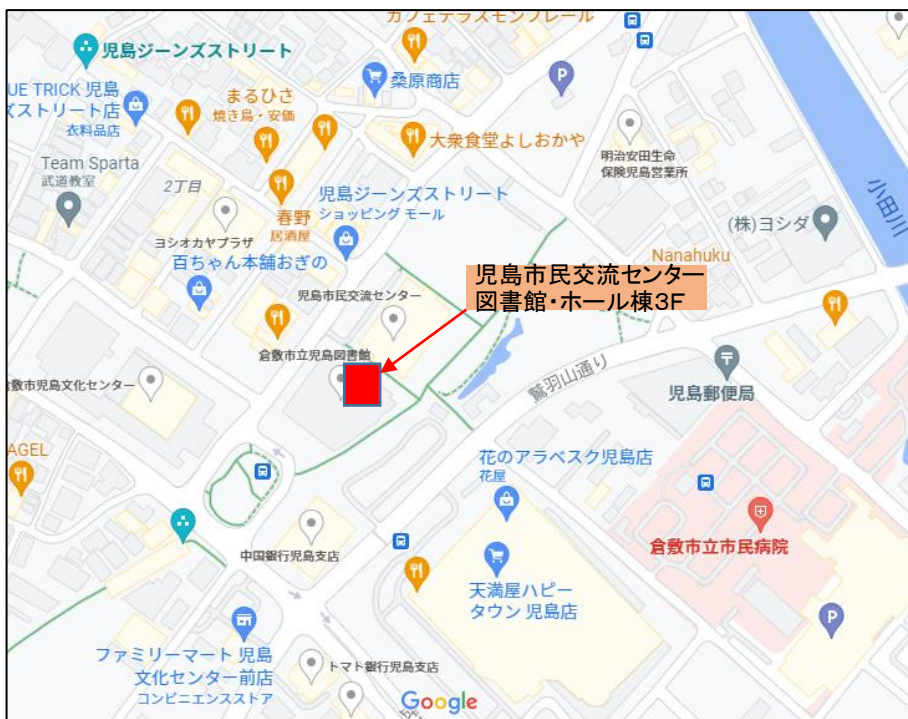 カフェテラスモンフレール
児島ジーンズストリート
桑原商店
UE TRICK 児島
ズストリート店
衣料品店
まるひさ
焼き鳥・安価
P
大衆食堂よしおかや
明治安田生命
保険児島営業所
Team Sparta
武道教室
2丁目
児島ジーンズストリート
ショッピング モール
小田川
(株)ヨシダ
春野
居酒屋
ヨシオカヤプラザ
百ちゃん本舗おぎの
Nanahuku
児島市民交流センター
図書館・ホール棟3F
児島市民交流センター
倉敷市立児島図書館
倉敷市児島文化センター
鷲羽山通り
児島郵便局
AGEL
花のアラベスク児島店
花屋
倉敷市立市民病院
中国銀行児島支店
天満屋ハピー
タウン 児島店
P
ファミリーマート 児島
文化センター前店
コンビニエンスストア
トマト銀行児島支店
Google